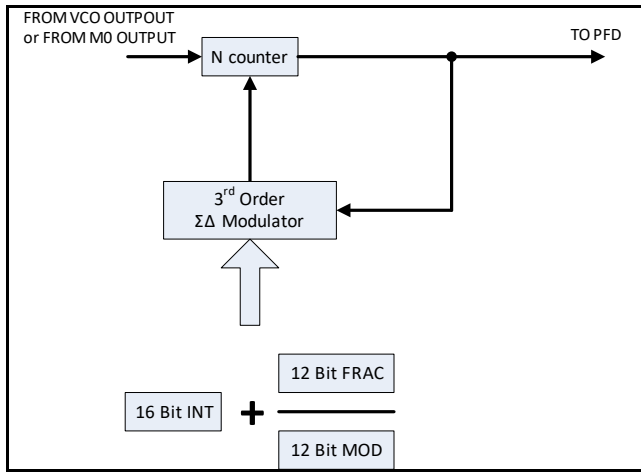 FROM VCO OUTPOUT
or FROM M0 OUTPUT
TO PFD
N counter
3rd Order
ΣΔ Modulator
12 Bit FRAC
16 Bit INT +
12 Bit MOD